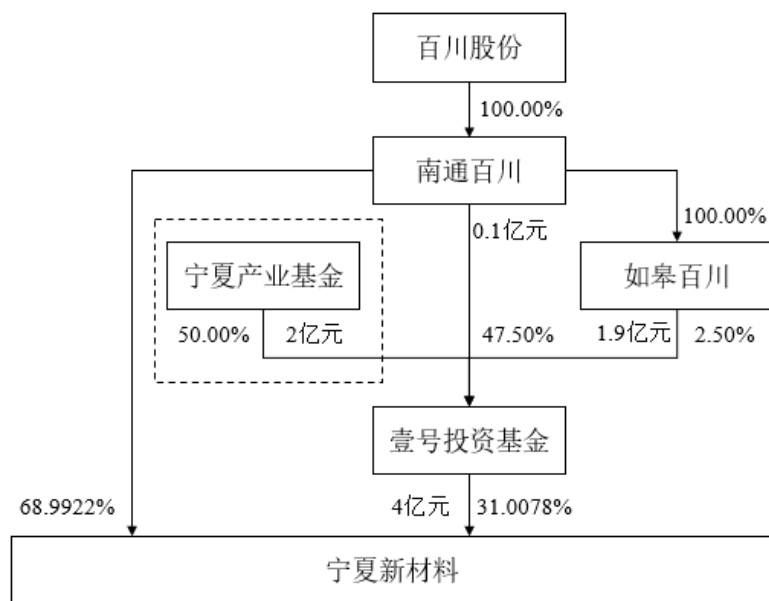 百川股份
100.00%
南通百川
0.1亿元
100.00%
宁夏产业基金
如皋百川
50.00% 2亿元 47.50% 1.9亿元 2.50%
壹号投资基金
68.9922% 4亿元 31.0078%
宁夏新材料